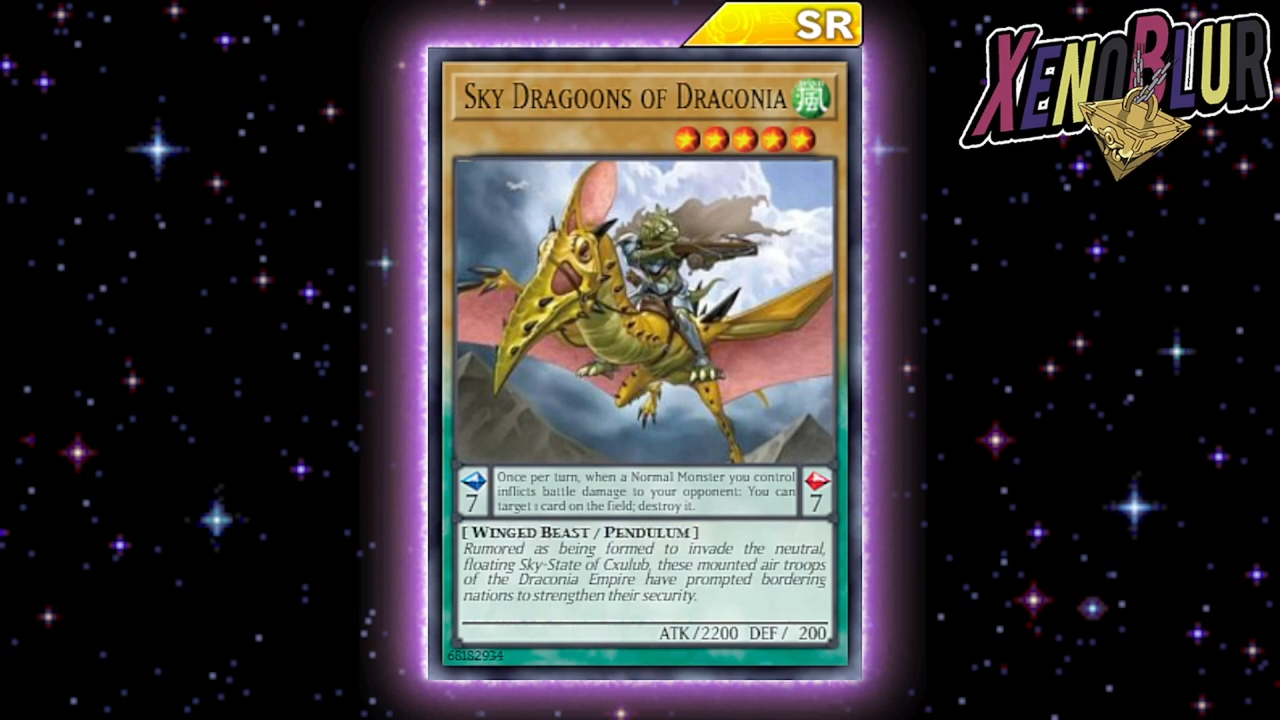 SR
XENOBLUR
SKY DRAGOONS OF DRACONIA
風
Once per turn, when a Normal Monster you control
inflicts battle damage to your opponent: You can
target 1 card on the field; destroy it.
7
7
[ WINGED BEAST / PENDULUM ]
Rumored as being formed to invade the neutral,
floating Sky-State of Cxulub, these mounted air troops
of the Draconia Empire have prompted bordering
nations to strengthen their security.
ATK/2200 DEF/ 200
68182934